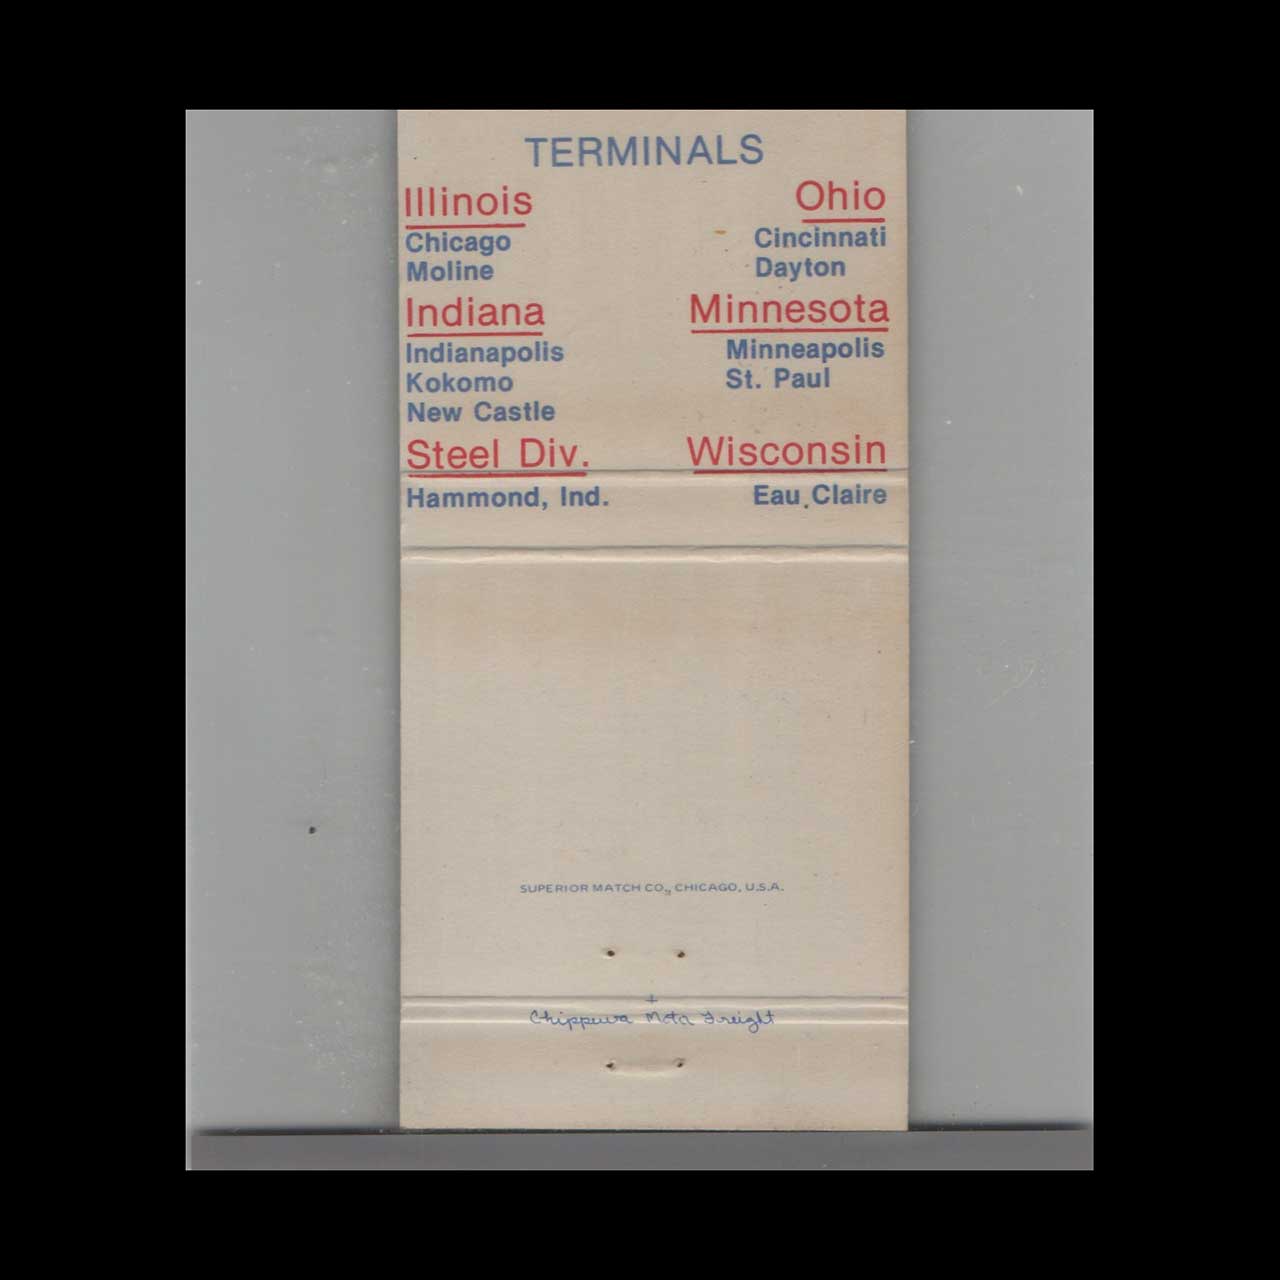 TERMINALS
Illinois
Chicago
Moline
Indiana
Indianapolis
Kokomo
New Castle
Steel Div.
Hammond, Ind.
Ohio
Cincinnati
Dayton
Minnesota
Minneapolis
St. Paul
Wisconsin
Eau Claire
SUPERIOR MATCH CO., CHICAGO, U.S.A.
Chippewa Motor Freight